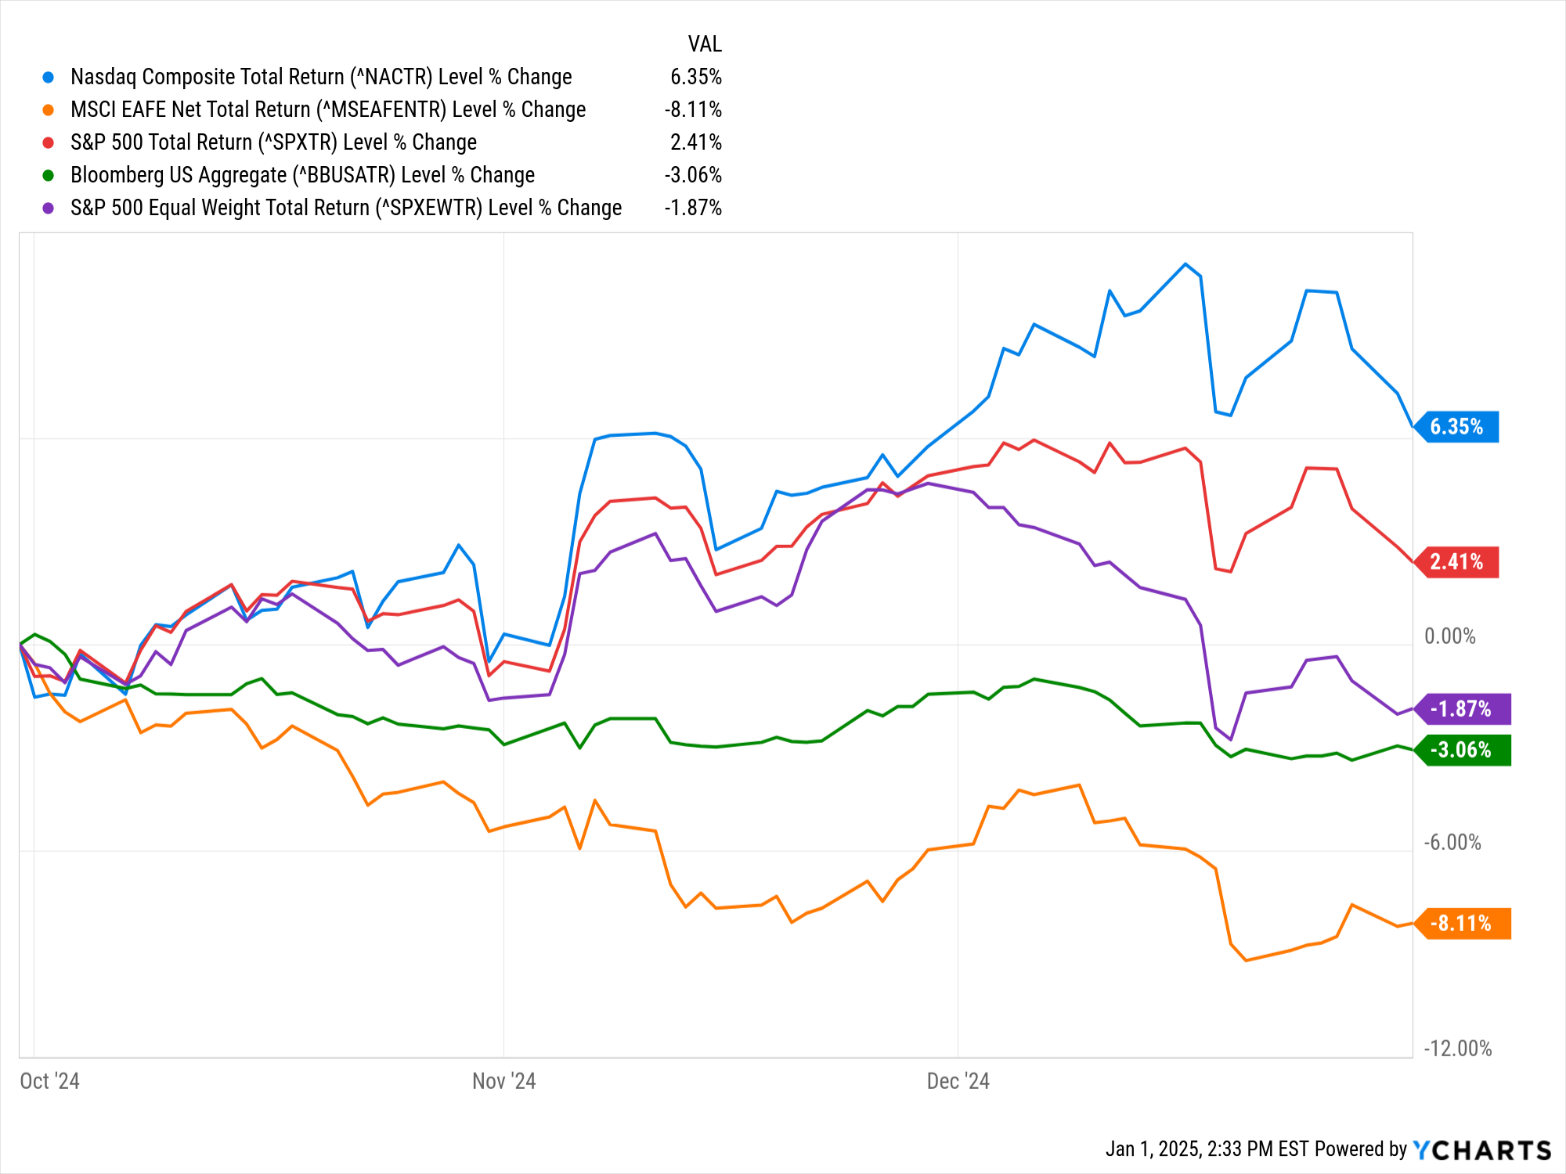 VAL
Nasdaq Composite Total Return (^NACTR) Level % Change 6.35%
MSCI EAFE Net Total Return (^MSEAFENTR) Level % Change -8.11%
S&P 500 Total Return (^SPXTR) Level % Change 2.41%
Bloomberg US Aggregate (^BBUSATR) Level % Change -3.06%
S&P 500 Equal Weight Total Return (^SPXEWTR) Level % Change -1.87%
6.35%
2.41%
0.00%
-1.87%
-3.06%
-6.00%
-8.11%
-12.00%
Oct '24 Nov '24 Dec '24
Jan 1, 2025, 2:33 PM EST Powered by YCHARTS